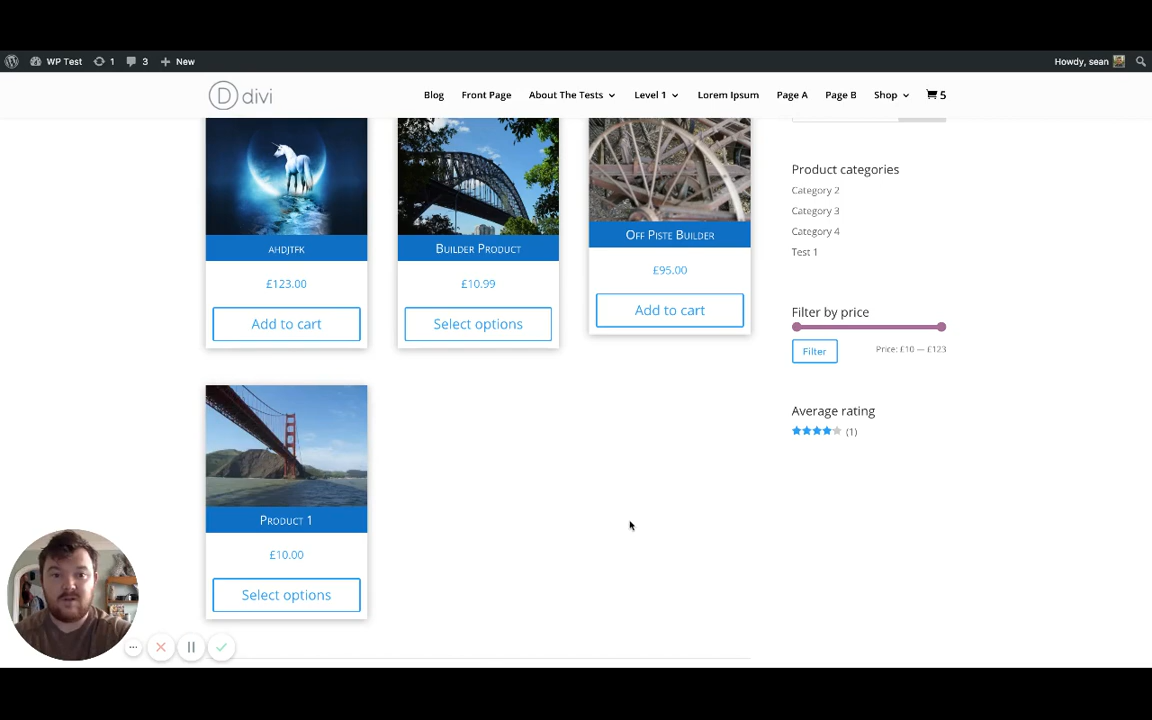 WP Test 1 3 New Howdy, sean
D divi Blog Front Page About The Tests Level 1 Lorem Ipsum Page A Page B Shop 5
AHDJTFK
£123.00
Add to cart
Builder Product
£10.99
Select options
Off Piste Builder
£95.00
Add to cart
Product 1
£10.00
Select options
Product categories
Category 2
Category 3
Category 4
Test 1
Filter by price
Filter Price: £10 — £123
Average rating
(1)